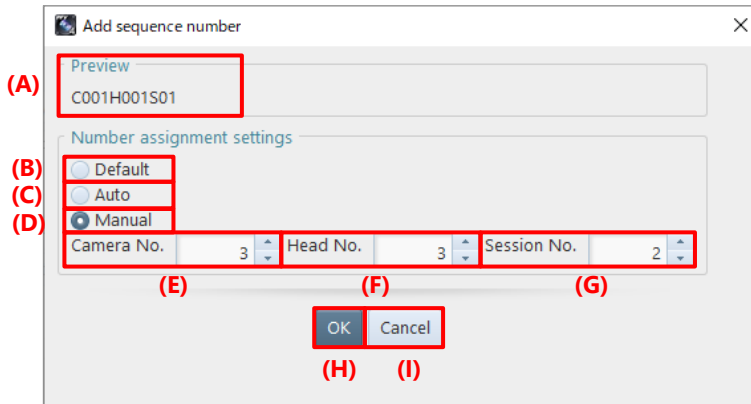 Add sequence number
(A)
Preview
C001H001S01
Number assignment settings
(B) Default
(C) Auto
(D) Manual
Camera No. 3 Head No. 3 Session No. 2
(E) (F) (G)
OK Cancel
(H) (I)